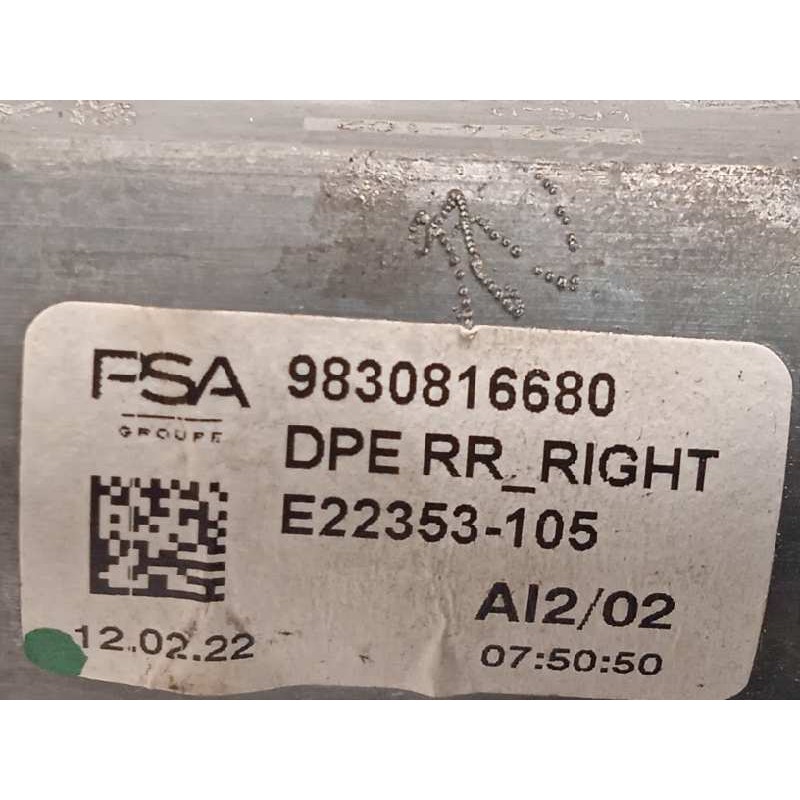 PSA 9830816680
GROUPE
DPE RR_RIGHT
E22353-105
AI2/02
12.02.22
07:50:50